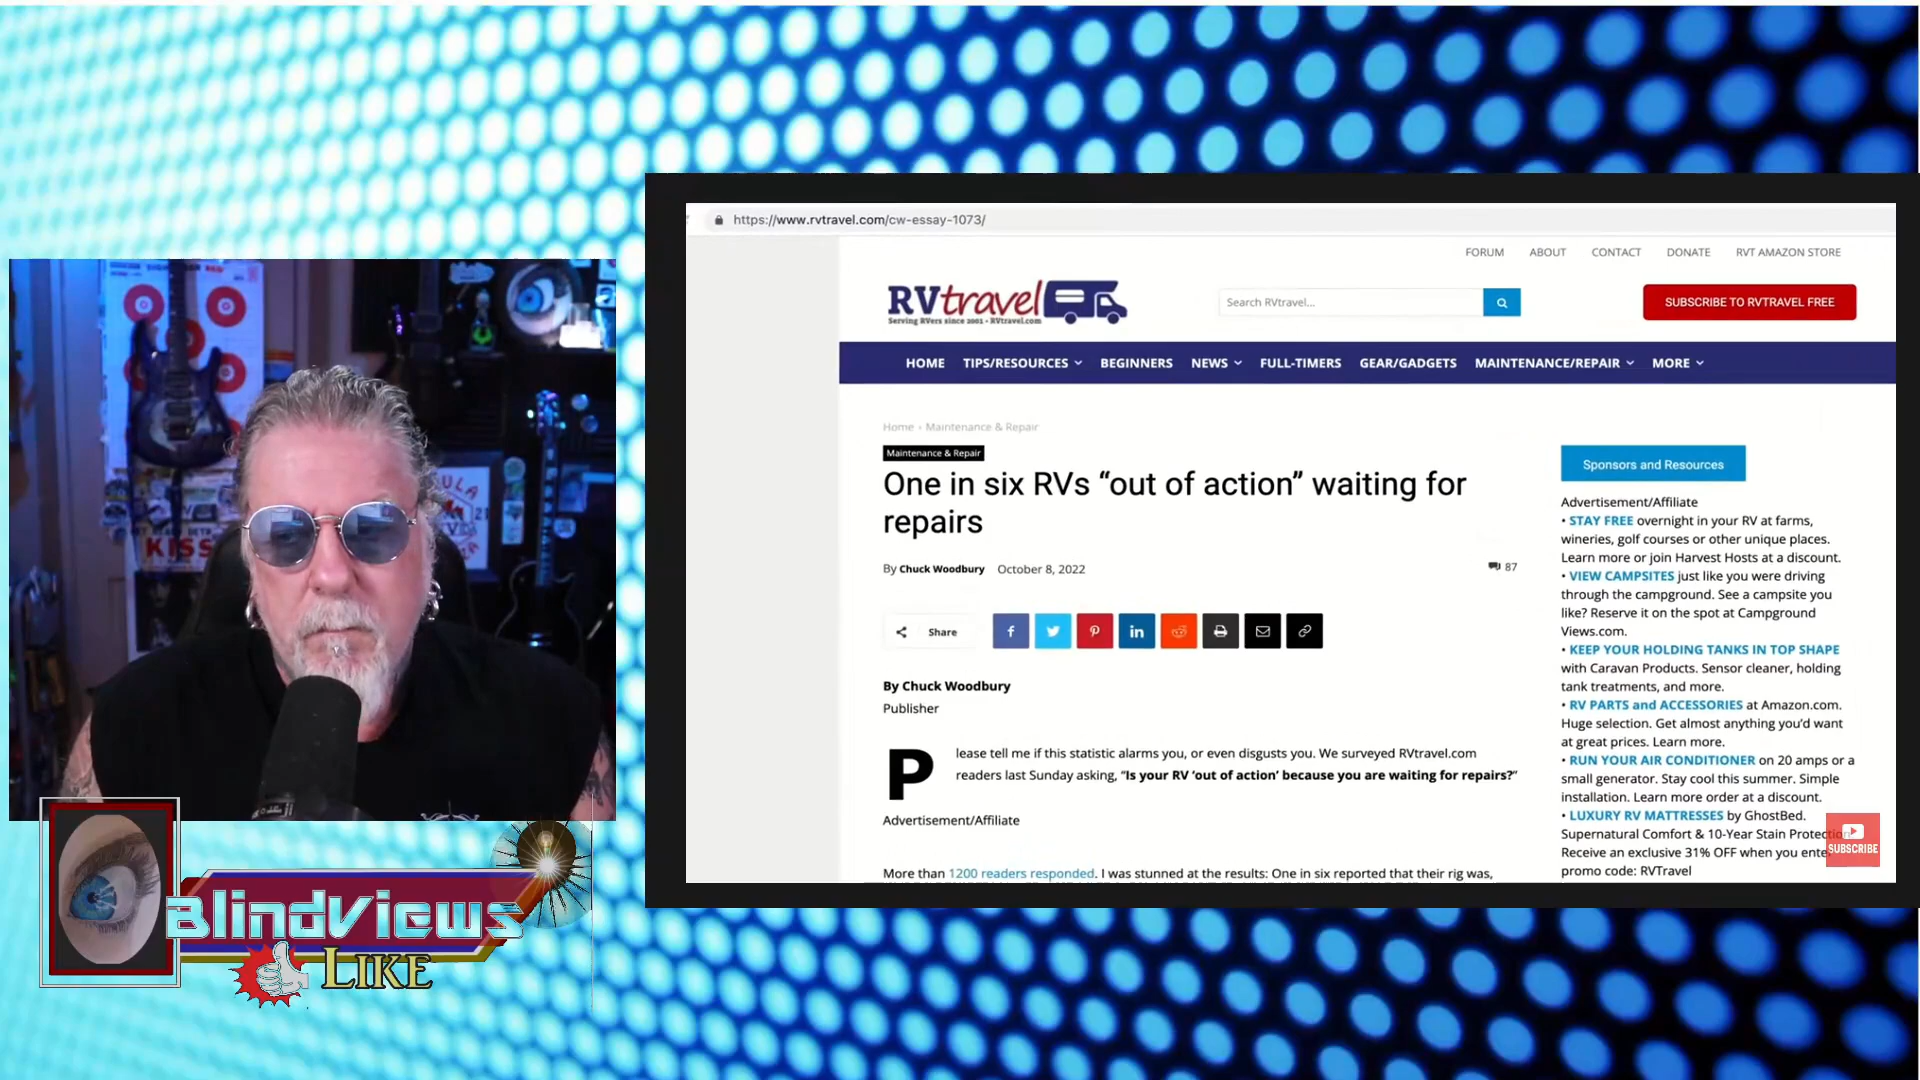 https://www.rvtravel.com/cw-essay-1073/
FORUM ABOUT CONTACT DONATE RVT AMAZON STORE
RVtravel
Serving RVers since 2001 - RVtravel.com
Search RVtravel...
SUBSCRIBE TO RVTRAVEL FREE
HOME TIPS/RESOURCES BEGINNERS NEWS FULL-TIMERS GEAR/GADGETS MAINTENANCE/REPAIR MORE
Home › Maintenance & Repair
Maintenance & Repair
One in six RVs “out of action” waiting for
repairs
By Chuck Woodbury October 8, 2022
87
Share
By Chuck Woodbury
Publisher
Please tell me if this statistic alarms you, or even disgusts you. We surveyed RVtravel.com
readers last Sunday asking, “Is your RV ‘out of action’ because you are waiting for repairs?”
Advertisement/Affiliate
More than 1200 readers responded. I was stunned at the results: One in six reported that their rig was,
Sponsors and Resources
Advertisement/Affiliate
• STAY FREE overnight in your RV at farms,
wineries, golf courses or other unique places.
Learn more or join Harvest Hosts at a discount.
• VIEW CAMPSITES just like you were driving
through the campground. See a campsite you
like? Reserve it on the spot at Campground
Views.com.
• KEEP YOUR HOLDING TANKS IN TOP SHAPE
with Caravan Products. Sensor cleaner, holding
tank treatments, and more.
• RV PARTS and ACCESSORIES at Amazon.com.
Huge selection. Get almost anything you’d want
at great prices. Learn more.
• RUN YOUR AIR CONDITIONER on 20 amps or a
small generator. Stay cool this summer. Simple
installation. Learn more order at a discount.
• LUXURY RV MATTRESSES by GhostBed.
Supernatural Comfort & 10-Year Stain Protection
Receive an exclusive 31% OFF when you enter
promo code: RVTravel
SUBSCRIBE
KISS
BlindViews
LIKE